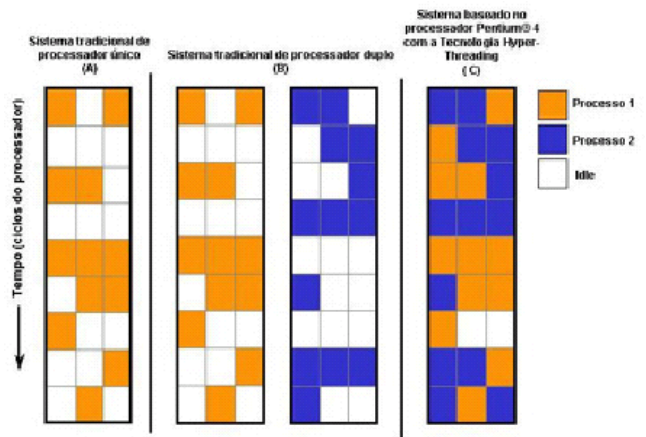 Sistema tradicional de
processador único
(A)
Sistema tradicional de processador duplo
(B)
Sistema baseado no
processador Pentium® 4
com a Tecnologia Hyper-
Threading
(C)
Tempo (ciclos do processador)
Processo 1
Processo 2
Idle